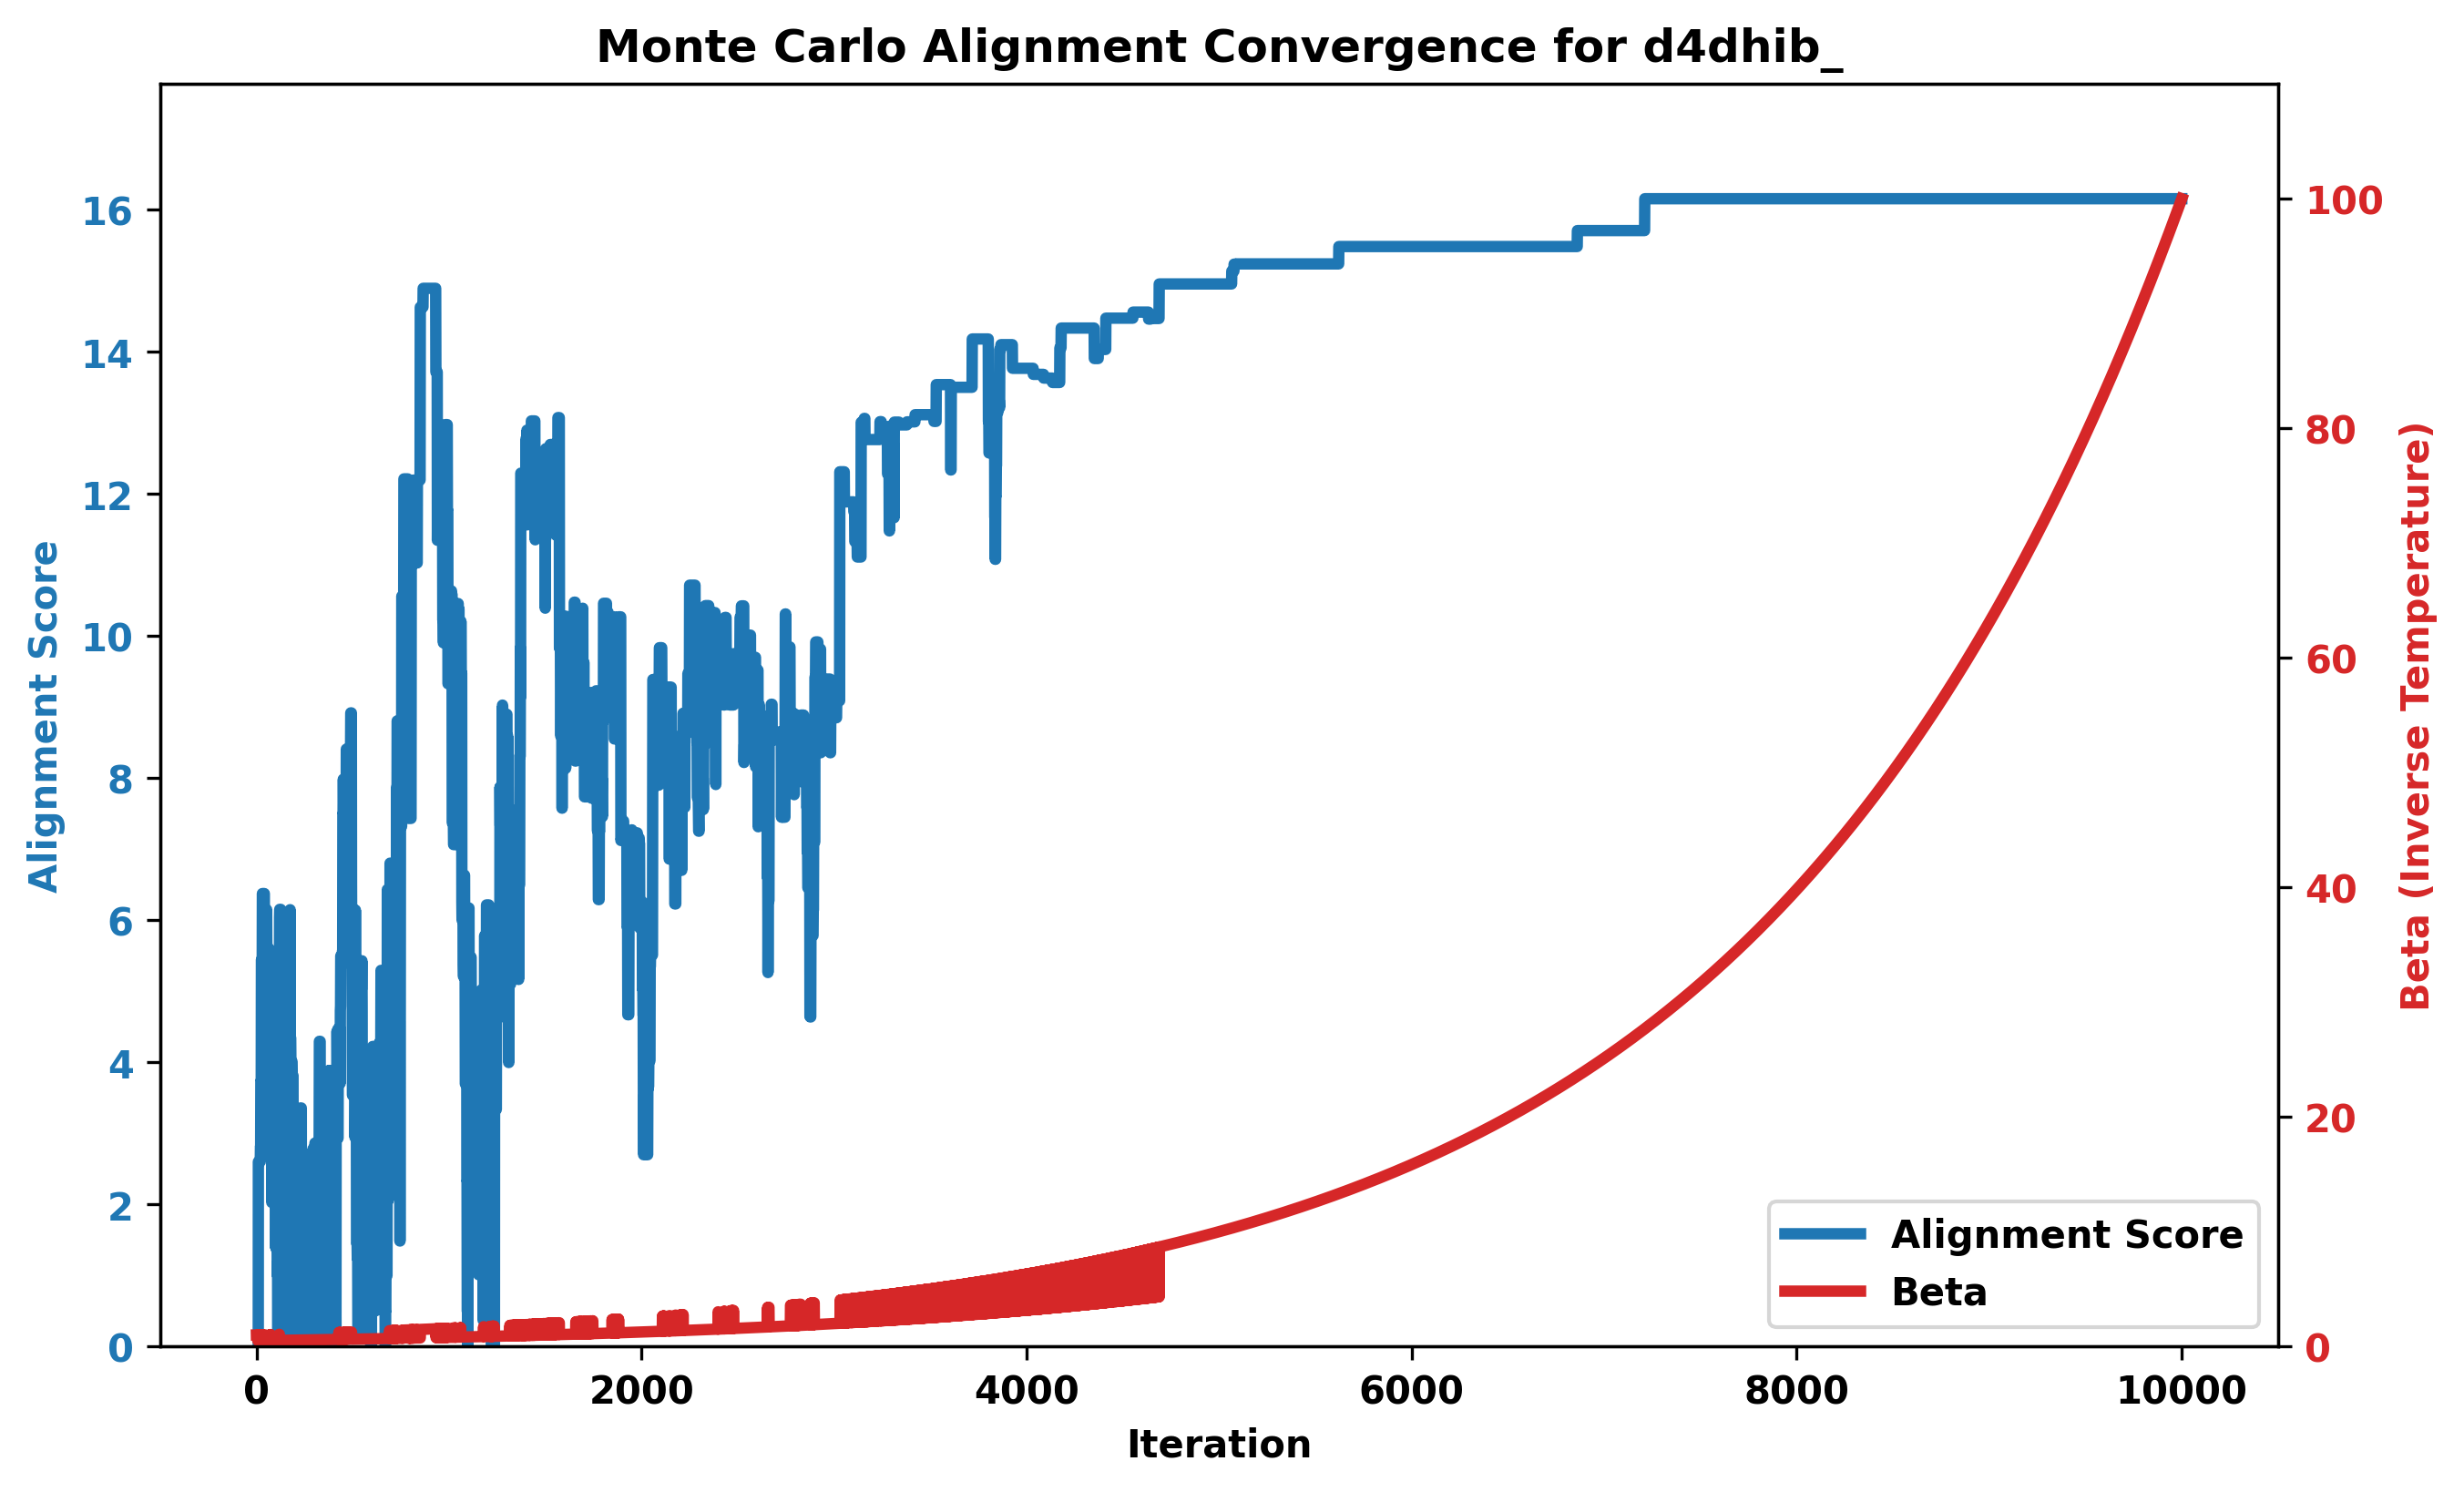 Monte Carlo Alignment Convergence for d4dhib_
Alignment Score
16
14
12
10
8
6
4
2
0
100
80
60
40
20
0
Beta (Inverse Temperature)
Alignment Score
Beta
0 2000 4000 6000 8000 10000
Iteration